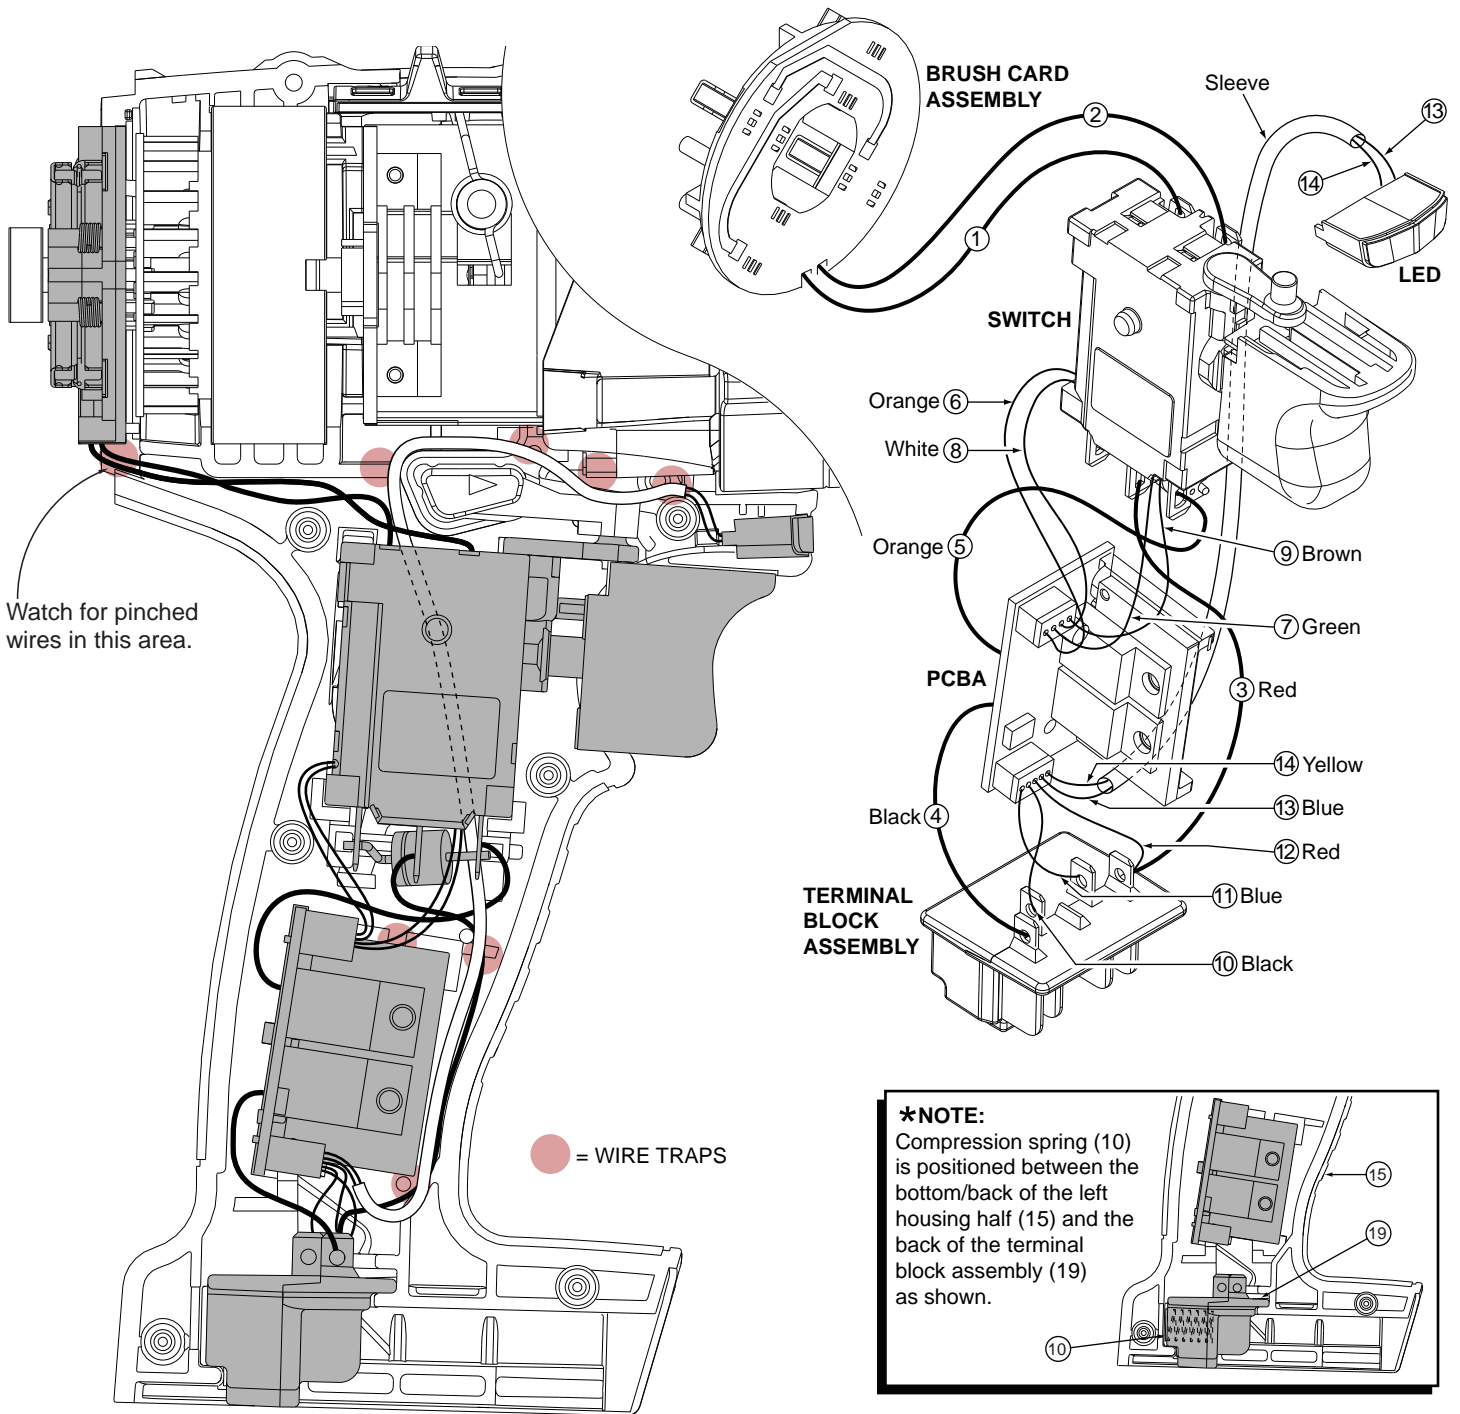 BRUSH CARD
ASSEMBLY
Sleeve
2
13
14
1
LED
SWITCH
Orange 6
White 8
Orange 5
9 Brown
7 Green
PCBA
3 Red
14 Yellow
13 Blue
Black 4
12 Red
11 Blue
TERMINAL
BLOCK
ASSEMBLY
10 Black
Watch for pinched
wires in this area.
= WIRE TRAPS
*NOTE:
Compression spring (10)
is positioned between the
bottom/back of the left
housing half (15) and the
back of the terminal
block assembly (19)
as shown.
15
19
10